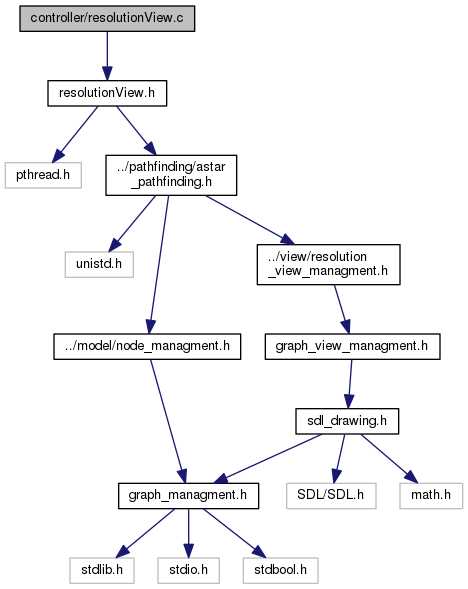 controller/resolutionView.c
resolutionView.h
pthread.h
../pathfinding/astar
_pathfinding.h
unistd.h
../view/resolution
_view_managment.h
../model/node_managment.h
graph_view_managment.h
sdl_drawing.h
graph_managment.h
SDL/SDL.h
math.h
stdlib.h
stdio.h
stdbool.h